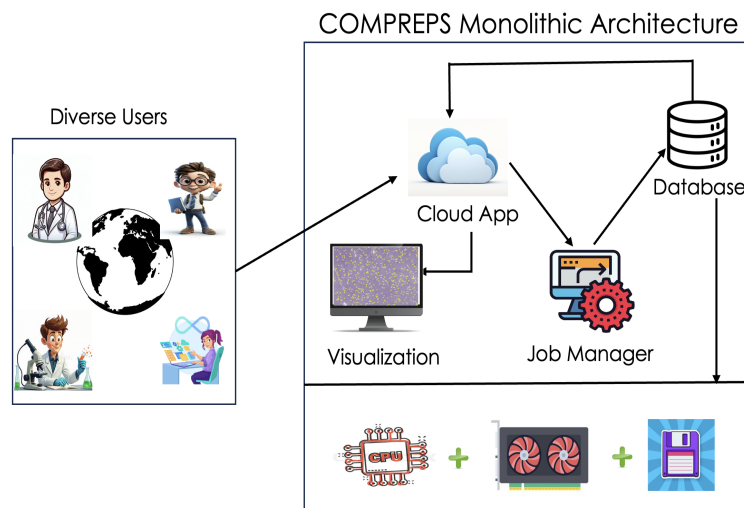 COMPREPS Monolithic Architecture
Diverse Users
Cloud App
Database
Visualization
Job Manager
CPU